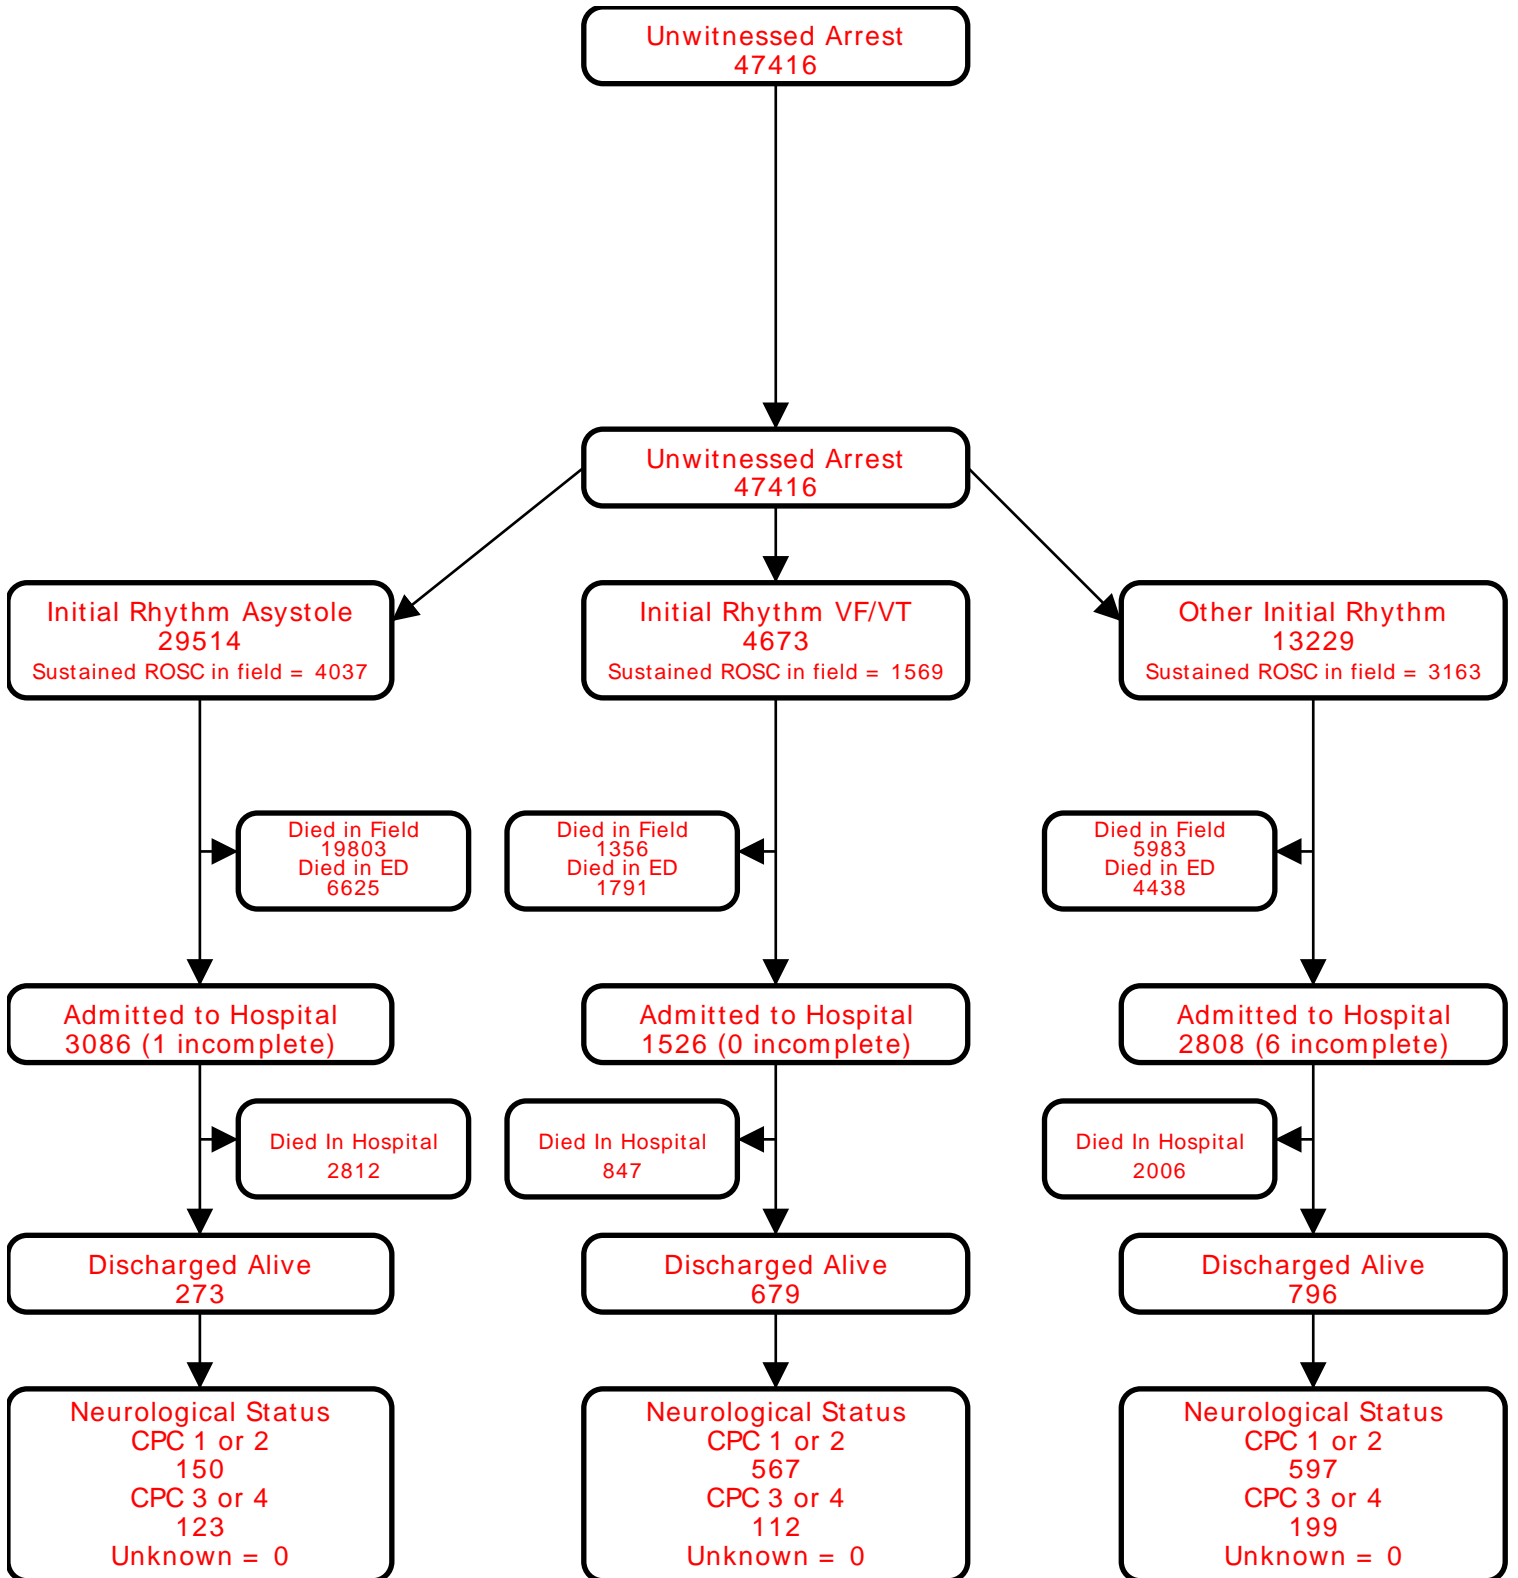 Unwitnessed Arrest
47416
Unwitnessed Arrest
47416
Initial Rhythm Asystole
29514
Sustained ROSC in field = 4037
Initial Rhythm VF/VT
4673
Sustained ROSC in field = 1569
Other Initial Rhythm
13229
Sustained ROSC in field = 3163
Died in Field
19803
Died in ED
6625
Died in Field
1356
Died in ED
1791
Died in Field
5983
Died in ED
4438
Admitted to Hospital
3086 (1 incomplete)
Admitted to Hospital
1526 (0 incomplete)
Admitted to Hospital
2808 (6 incomplete)
Died In Hospital
2812
Died In Hospital
847
Died In Hospital
2006
Discharged Alive
273
Discharged Alive
679
Discharged Alive
796
Neurological Status
CPC 1 or 2
150
CPC 3 or 4
123
Unknown = 0
Neurological Status
CPC 1 or 2
567
CPC 3 or 4
112
Unknown = 0
Neurological Status
CPC 1 or 2
597
CPC 3 or 4
199
Unknown = 0